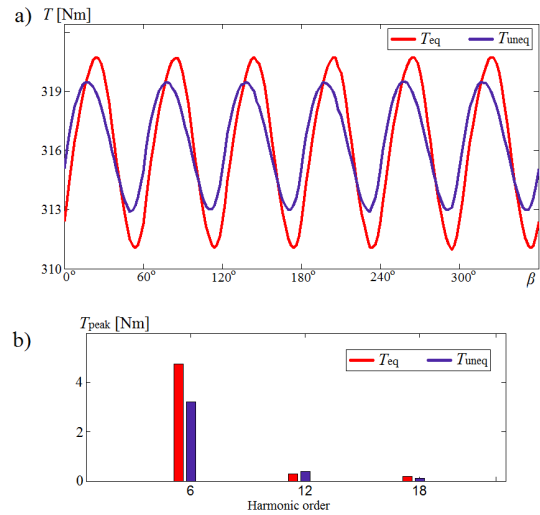 a)
T [Nm]
Teq Tuneq
319
316
313
310
0° 60° 120° 180° 240° 300° β
b)
Tpeak [Nm]
Teq Tuneq
4
2
0
6 12 18
Harmonic order